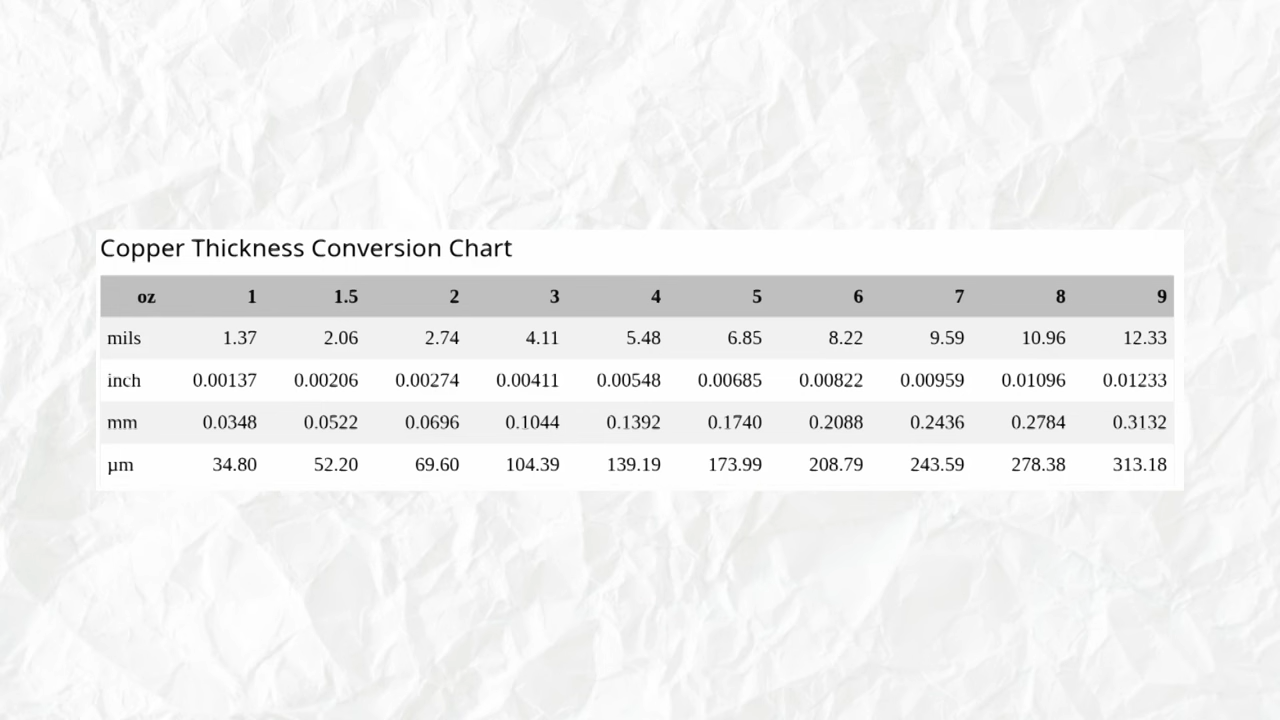 Copper Thickness Conversion Chart
oz 1 1.5 2 3 4 5 6 7 8 9
mils 1.37 2.06 2.74 4.11 5.48 6.85 8.22 9.59 10.96 12.33
inch 0.00137 0.00206 0.00274 0.00411 0.00548 0.00685 0.00822 0.00959 0.01096 0.01233
mm 0.0348 0.0522 0.0696 0.1044 0.1392 0.1740 0.2088 0.2436 0.2784 0.3132
µm 34.80 52.20 69.60 104.39 139.19 173.99 208.79 243.59 278.38 313.18